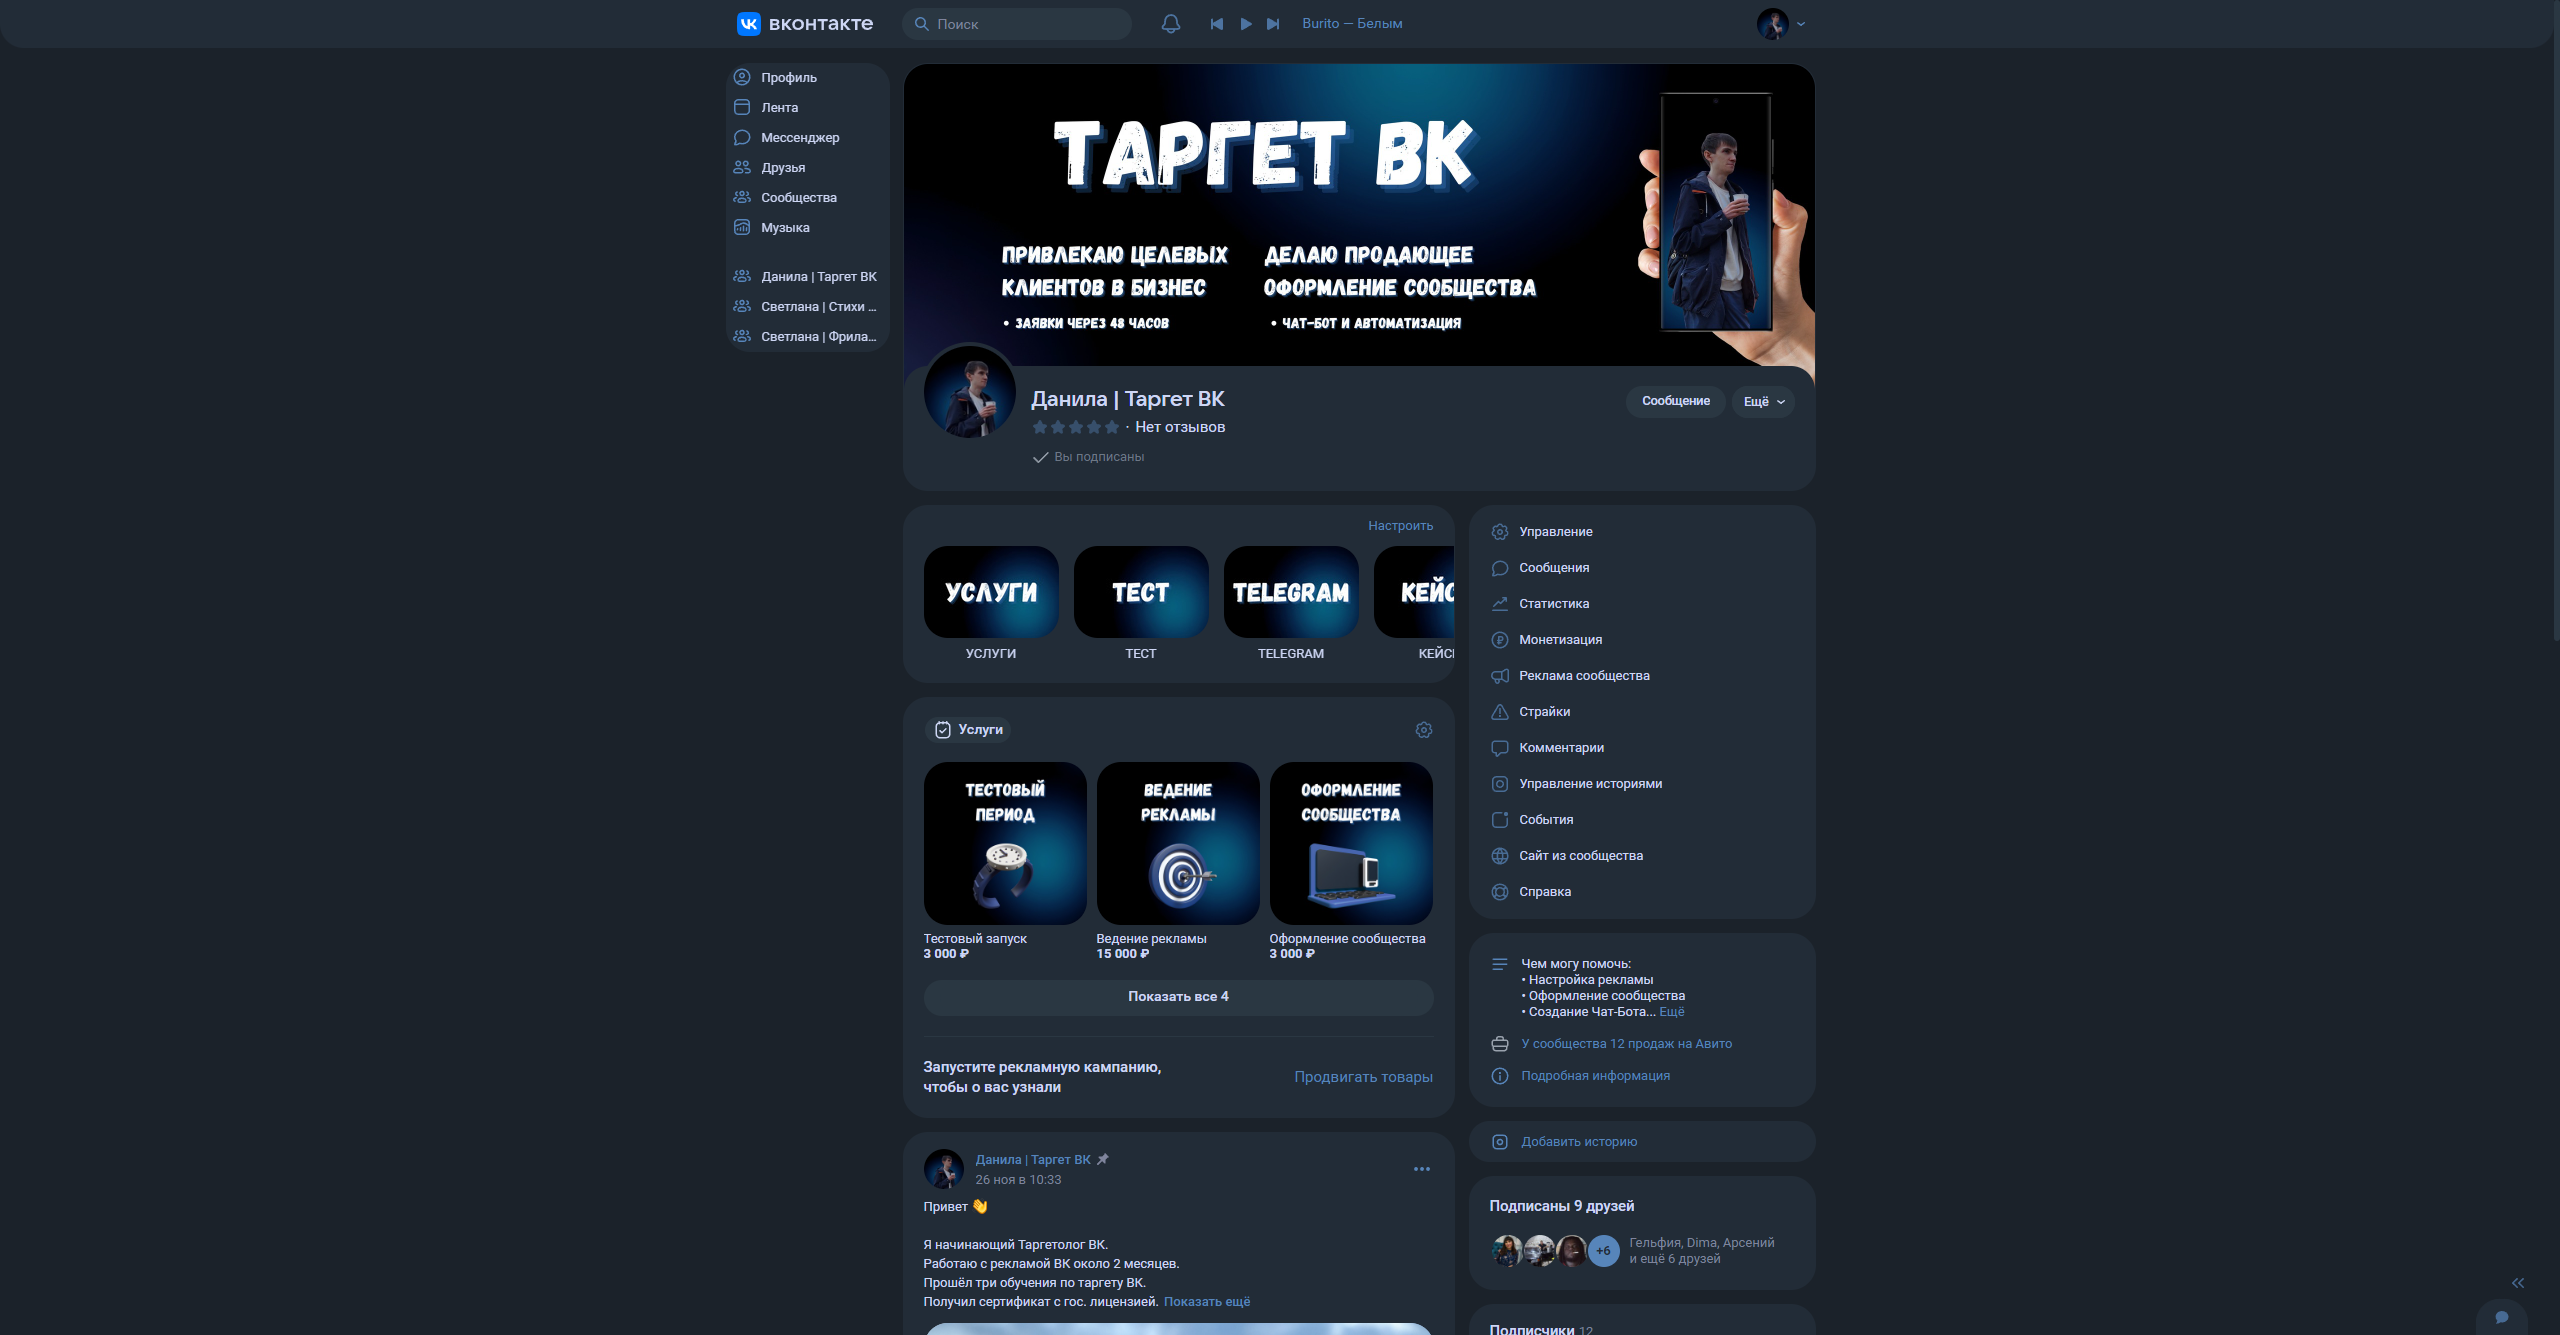 вконтакте
Поиск
Burito — Белым
Профиль
Лента
Мессенджер
Друзья
Сообщества
Музыка
Данила | Таргет ВК
Светлана | Стихи ...
Светлана | Фрила...
ТАРГЕТ ВК
ПРИВЛЕКАЮ ЦЕЛЕВЫХ
КЛИЕНТОВ В БИЗНЕС
• ЗАЯВКИ ЧЕРЕЗ 48 ЧАСОВ
ДЕЛАЮ ПРОДАЮЩЕЕ
ОФОРМЛЕНИЕ СООБЩЕСТВА
• ЧАТ-БОТ И АВТОМАТИЗАЦИЯ
Данила | Таргет ВК
· Нет отзывов
Вы подписаны
Сообщение
Ещё
Настроить
УСЛУГИ
ТЕСТ
TELEGRAM
КЕЙС
УСЛУГИ
ТЕСТ
TELEGRAM
КЕЙС
Услуги
ТЕСТОВЫЙ
ПЕРИОД
ВЕДЕНИЕ
РЕКЛАМЫ
ОФОРМЛЕНИЕ
СООБЩЕСТВА
Тестовый запуск
3 000 ₽
Ведение рекламы
15 000 ₽
Оформление сообщества
3 000 ₽
Показать все 4
Запустите рекламную кампанию,
чтобы о вас узнали
Продвигать товары
Данила | Таргет ВК
26 ноя в 10:33
Привет 👋
Я начинающий Таргетолог ВК.
Работаю с рекламой ВК около 2 месяцев.
Прошёл три обучения по таргету ВК.
Получил сертификат с гос. лицензией. Показать ещё
Управление
Сообщения
Статистика
Монетизация
Реклама сообщества
Страйки
Комментарии
Управление историями
События
Сайт из сообщества
Справка
Чем могу помочь:
• Настройка рекламы
• Оформление сообщества
• Создание Чат-Бота... Ещё
У сообщества 12 продаж на Авито
Подробная информация
Добавить историю
Подписаны 9 друзей
+6
Гельфия, Dima, Арсений
и ещё 6 друзей
Подписчики 12